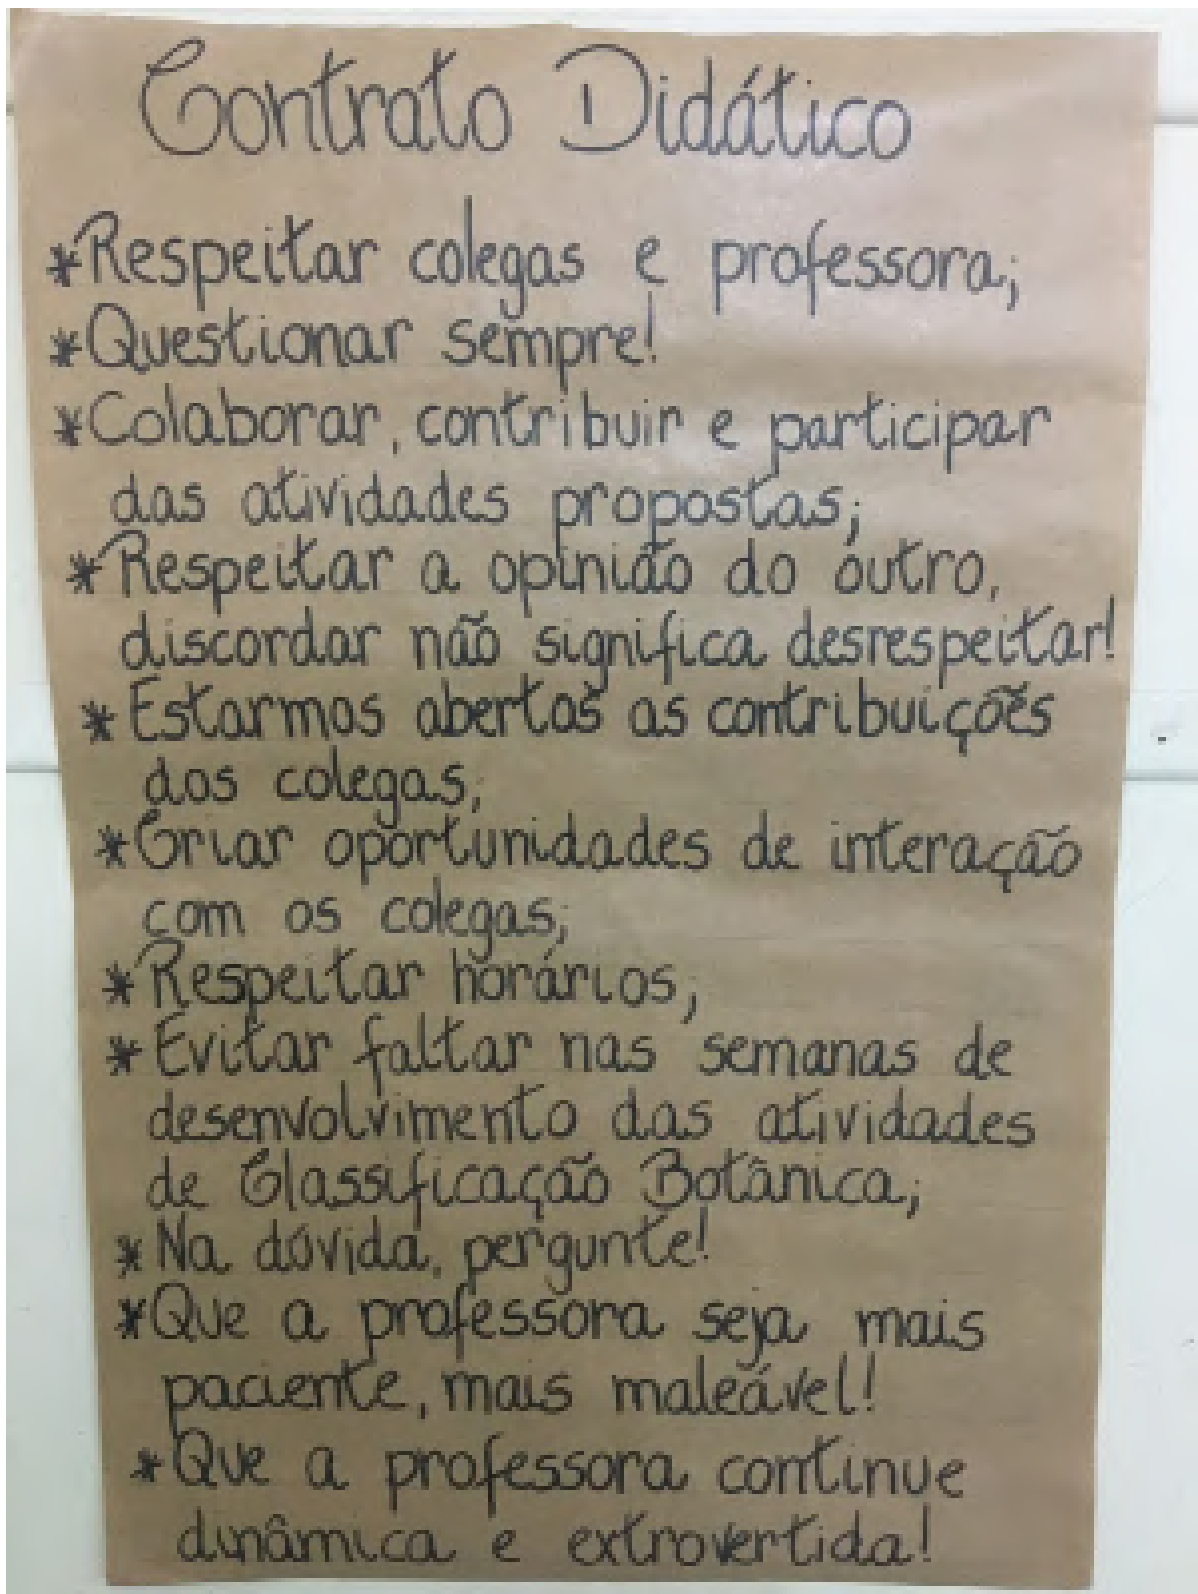 Contrato Didático
*Respeitar colegas e professora;
*Questionar sempre!
*Colaborar, contribuir e participar
das atividades propostas;
*Respeitar a opinião do outro,
discordar não significa desrespeitar!
*Estarmos abertos as contribuições
dos colegas;
*Criar oportunidades de interação
com os colegas;
*Respeitar horários;
*Evitar faltar nas semanas de
desenvolvimento das atividades
de Classificação Botânica;
*Na dúvida, pergunte!
*Que a professora seja mais
paciente, mais maleável!
*Que a professora continue
dinâmica e extrovertida!